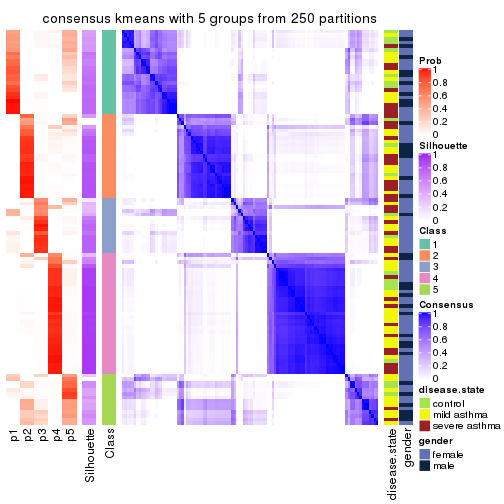 consensus kmeans with 5 groups from 250 partitions
p1
p2
p3
p4
p5
Silhouette
Class
disease.state
gender
Prob
1
0.8
0.6
0.4
0.2
0
Silhouette
1
0.8
0.6
0.4
0.2
0
Class
1
2
3
4
5
Consensus
1
0.8
0.6
0.4
0.2
0
disease.state
control
mild asthma
severe asthma
gender
female
male